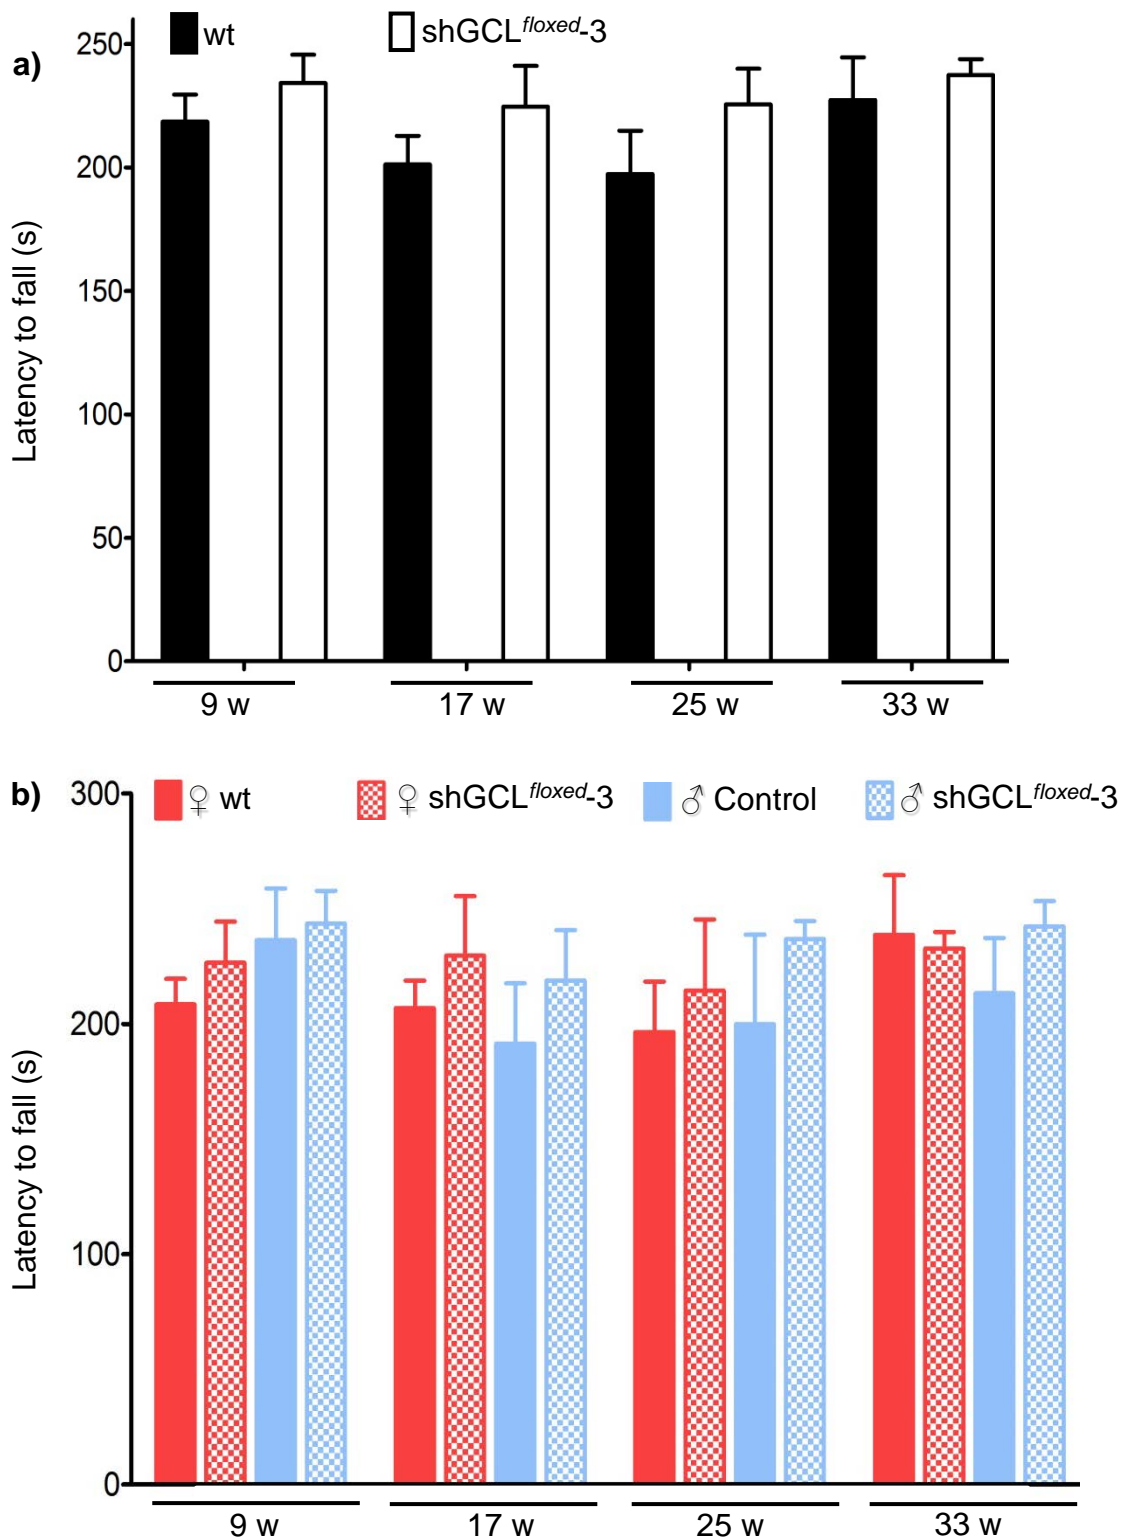 a)
wt
shGCLfloxed-3
Latency to fall (s)
250
200
150
100
50
0
9 w
17 w
25 w
33 w
b)
♀ wt
♀ shGCLfloxed-3
♂ Control
♂ shGCLfloxed-3
Latency to fall (s)
300
200
100
0
9 w
17 w
25 w
33 w